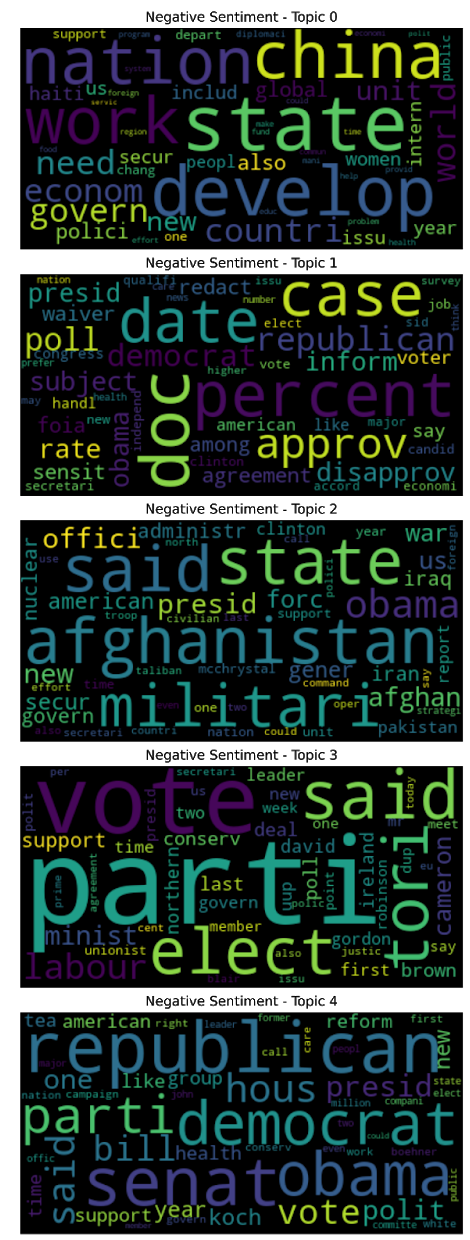 Negative Sentiment - Topic 0
support program depart diplomaci economi polit
nation china
haiti us foreign includ global unit public
system servic could
work state intern world
region make fund time
food
need secur peopl also women
chang mani help provid
econom develop
govern new educ problem
polici one countri issu year
effort health
Negative Sentiment - Topic 1
nation care qualifi redact issu survey
presid news number case job
waiver date elect sid think
poll democrat republican
congress vote inform voter
prefer higher
subject doc percent
may health
handl new independ american like major say
foia obama among approv candid
rate clinton
sensit agreement disapprov
secretari accord economi
Negative Sentiment - Topic 2
offici administr clinton year war foreign
north call
nuclear use said state us
polici iraq
american presid forc obama
troop civilian last support
afghanistan report
new taliban mcchrystal gener iran say
effort time command
secur even one two militari oper afghan
govern strategi
also secretari countri nation could unit pakistan
Negative Sentiment - Topic 3
per secretari leader today
polit vote us new said
presid two week one mr meet
support time conserv deal david tori
parti
prime agreement northern last poll ireland dup eu cameron
govern up point robinson
minist cent member polic
unionist elect gordon justic say
labour also first brown
blair issu
Negative Sentiment - Topic 4
tea american right leader former reform first
republican call care new
major peopl
one like group hous presid state
nation campaign john million compani elect
parti democrat
two could
said bill health conserv even work boehner
offic
time senat obama public
support year koch vote polit
member govern committe white